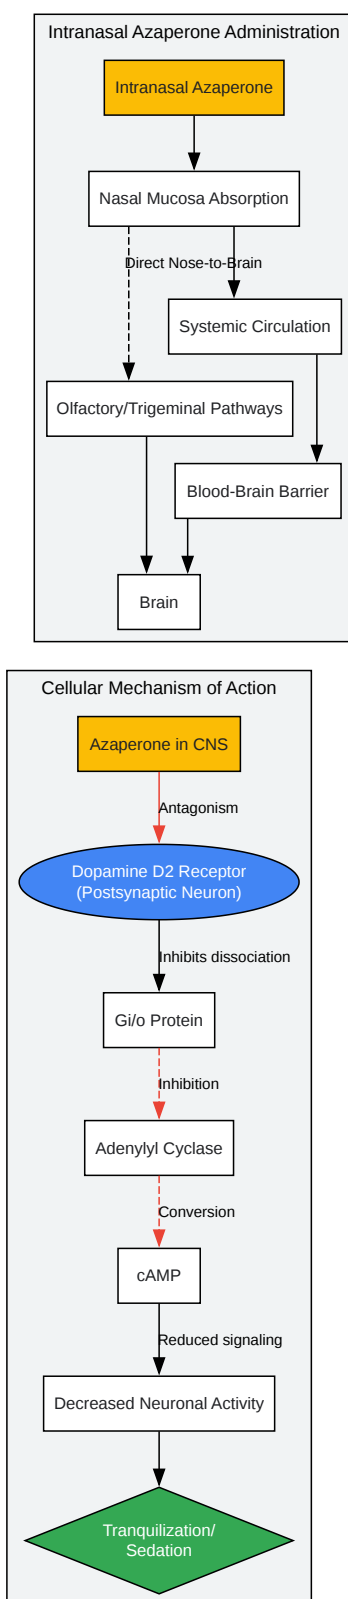 Intranasal Azaperone Administration
Intranasal Azaperone
Nasal Mucosa Absorption
Direct Nose-to-Brain
Systemic Circulation
Olfactory/Trigeminal Pathways
Blood-Brain Barrier
Brain
Cellular Mechanism of Action
Azaperone in CNS
Antagonism
Dopamine D2 Receptor
(Postsynaptic Neuron)
Inhibits dissociation
Gi/o Protein
Inhibition
Adenylyl Cyclase
Conversion
cAMP
Reduced signaling
Decreased Neuronal Activity
Tranquilization/
Sedation